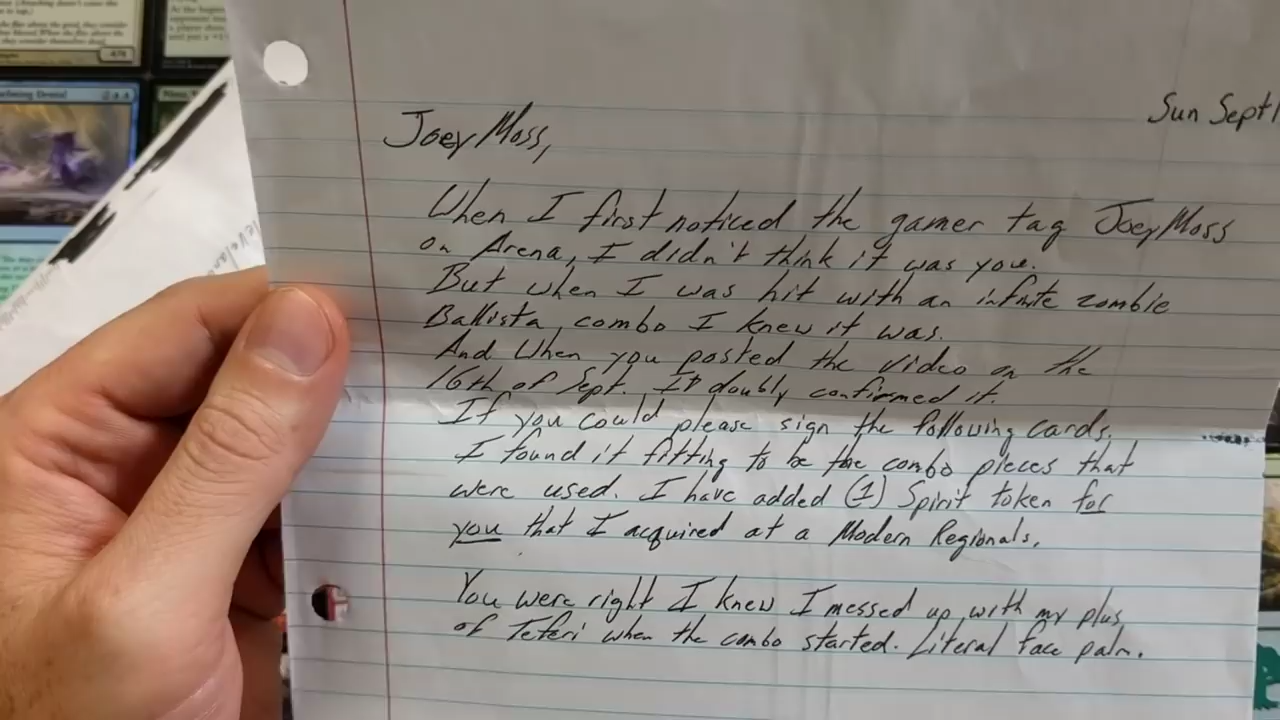 Sun Sept 1
Joey Moss,
When I first noticed the gamer tag JoeyMoss
on Arena, I didn't think it was you.
But when I was hit with an infinite zombie
Ballista combo I knew it was.
And When you posted the video on the
16th of Sept. I doubly confirmed it.
If you could please sign the following cards.
I found it fitting to be the combo pieces that
were used. I have added (1) Spirit token for
you that I acquired at a Modern Regionals.
You were right I knew I messed up with my plus
of Teferi when the combo started. Literal face palm.